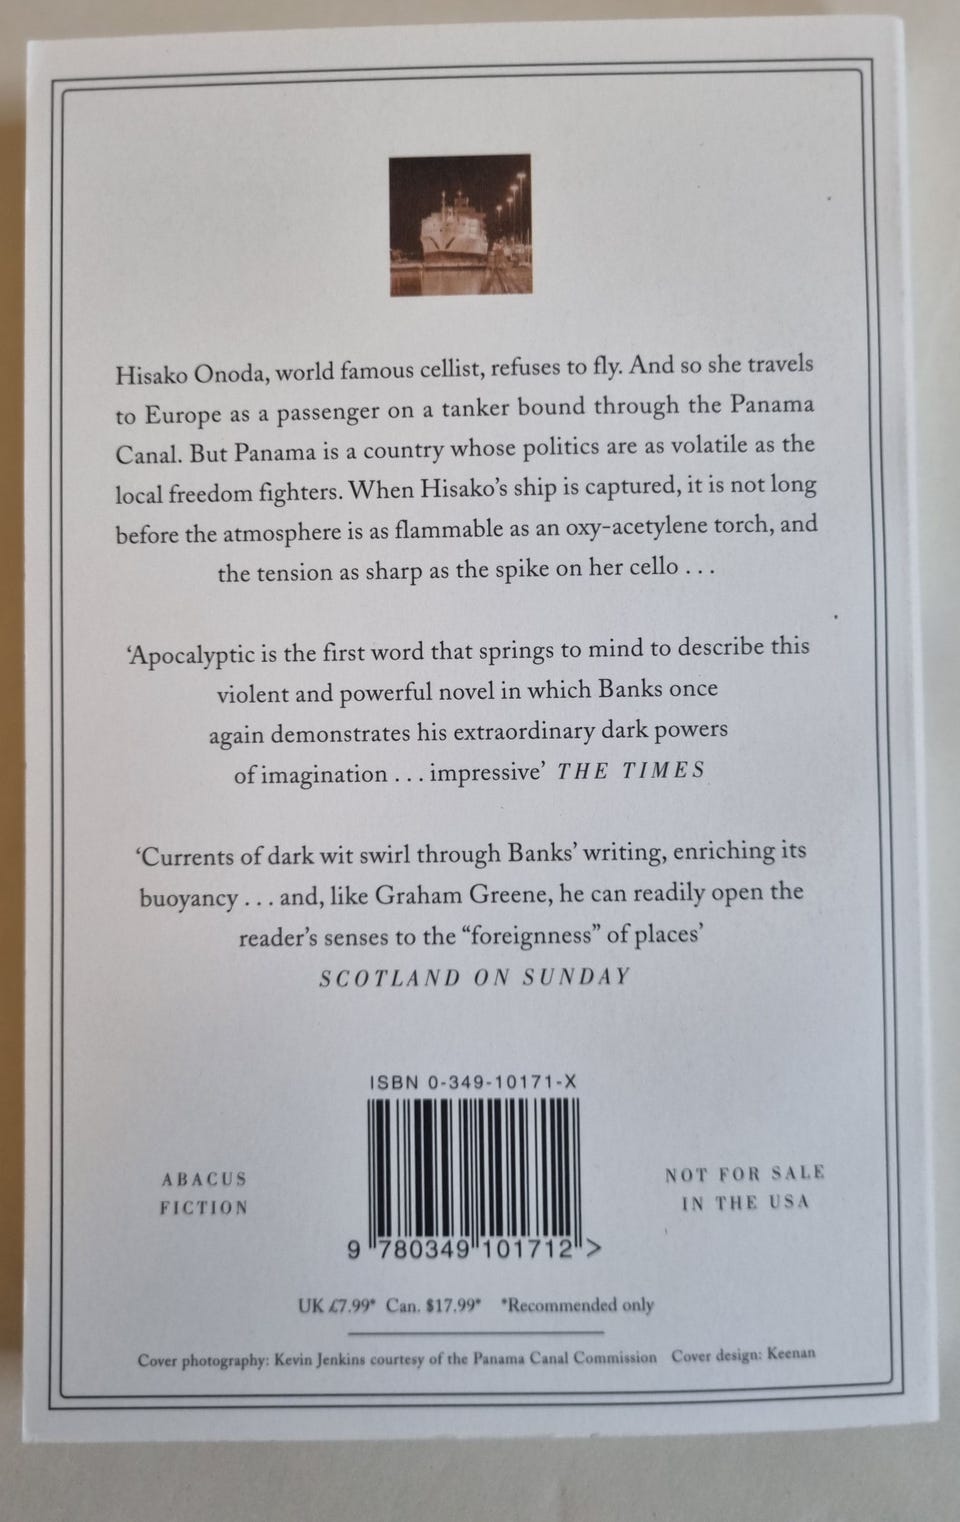 Hisako Onoda, world famous cellist, refuses to fly. And so she travels
to Europe as a passenger on a tanker bound through the Panama
Canal. But Panama is a country whose politics are as volatile as the
local freedom fighters. When Hisako’s ship is captured, it is not long
before the atmosphere is as flammable as an oxy-acetylene torch, and
the tension as sharp as the spike on her cello . . .
‘Apocalyptic is the first word that springs to mind to describe this
violent and powerful novel in which Banks once
again demonstrates his extraordinary dark powers
of imagination . . . impressive’ THE TIMES
‘Currents of dark wit swirl through Banks’ writing, enriching its
buoyancy . . . and, like Graham Greene, he can readily open the
reader’s senses to the “foreignness” of places’
SCOTLAND ON SUNDAY
ISBN 0-349-10171-X
9 780349 101712 >
ABACUS
FICTION
NOT FOR SALE
IN THE USA
UK £7.99* Can. $17.99* *Recommended only
Cover photography: Kevin Jenkins courtesy of the Panama Canal Commission Cover design: Keenan